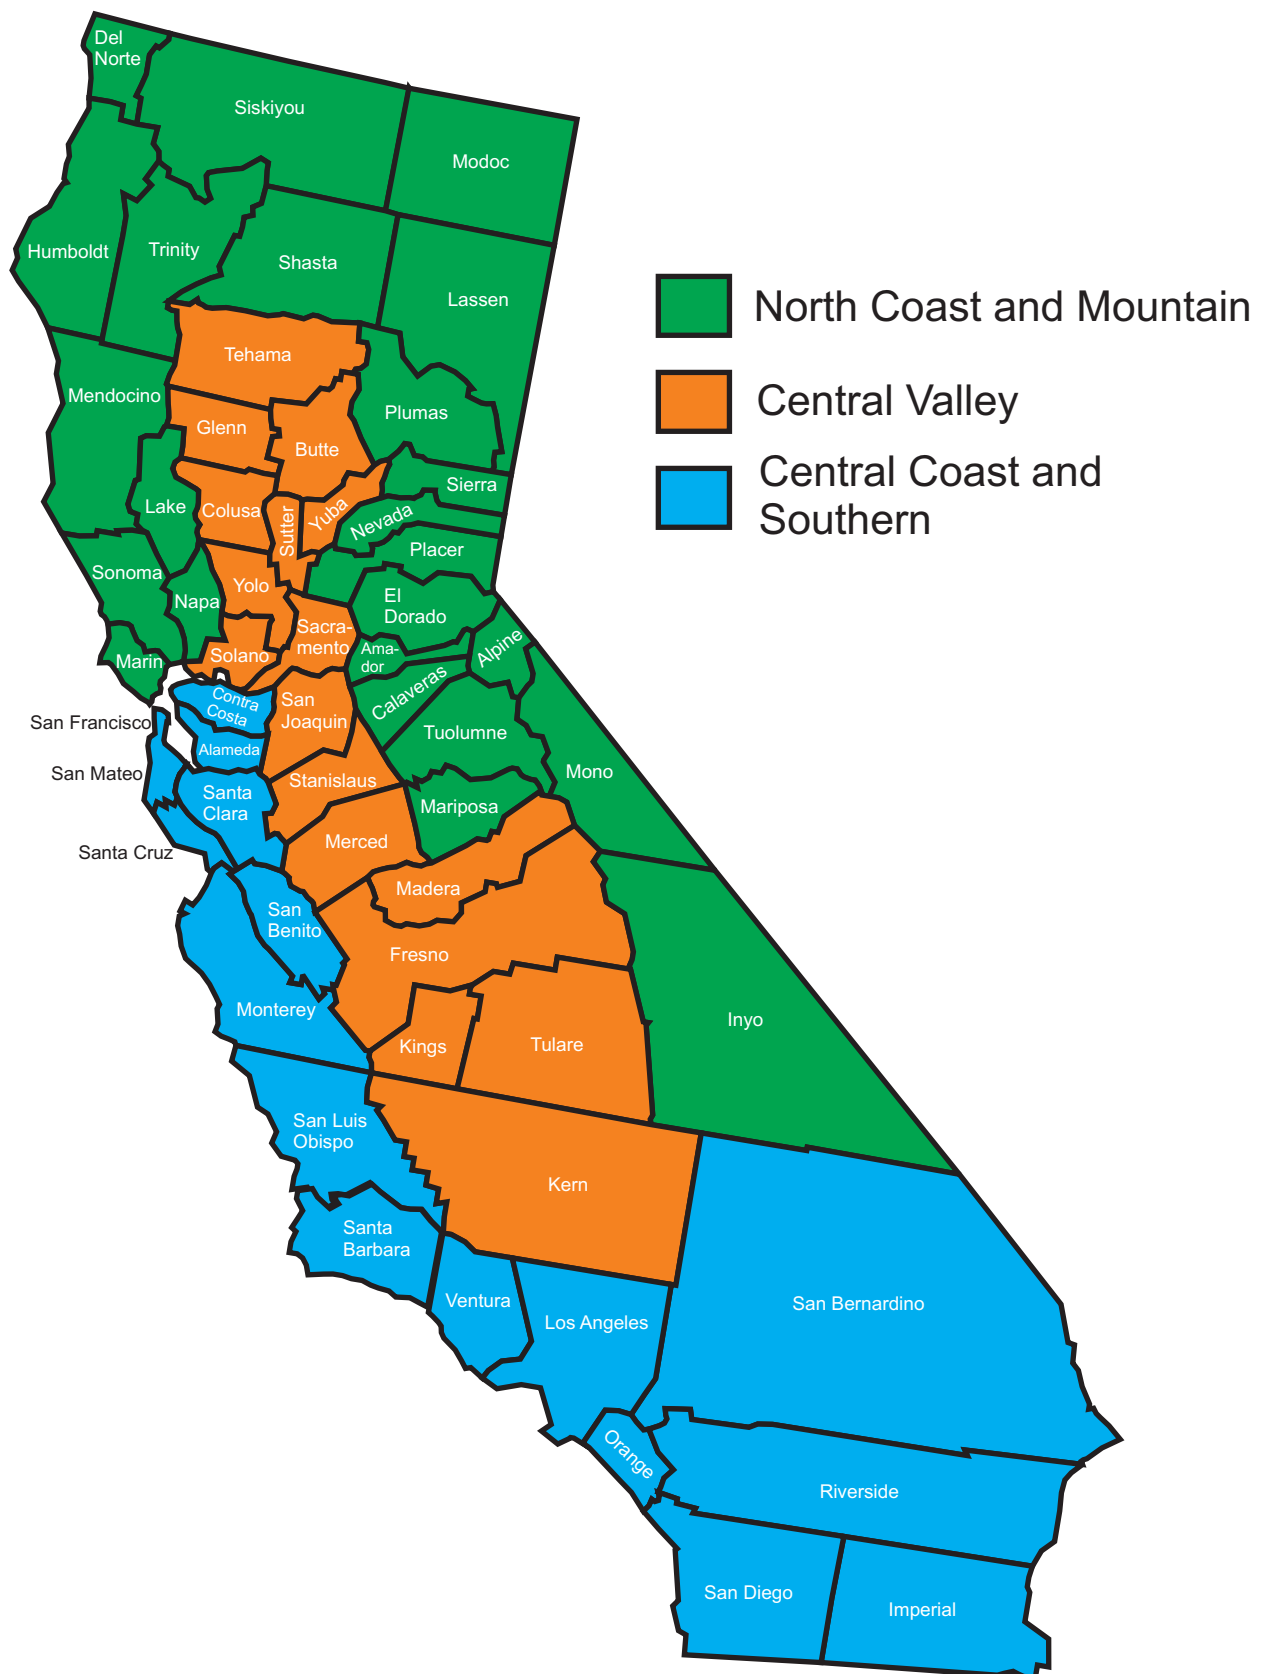 Del
Norte
Siskiyou
Modoc
Humboldt
Trinity
Shasta
Lassen
North Coast and Mountain
Tehama
Mendocino
Plumas
Central Valley
Glenn
Butte
Central Coast and
Southern
Sierra
Lake
Colusa
Sutter
Yuba
Nevada
Placer
Sonoma
Napa
Yolo
El
Dorado
Sacra-
mento
Ama-
dor
Alpine
Marin
Solano
Calaveras
Contra
Costa
San
Joaquin
San Francisco
Tuolumne
Alameda
Mono
San Mateo
Stanislaus
Santa
Clara
Mariposa
Merced
Santa Cruz
Madera
San
Benito
Fresno
Monterey
Inyo
Kings
Tulare
San Luis
Obispo
Kern
Santa
Barbara
Ventura
Los Angeles
San Bernardino
Orange
Riverside
San Diego
Imperial